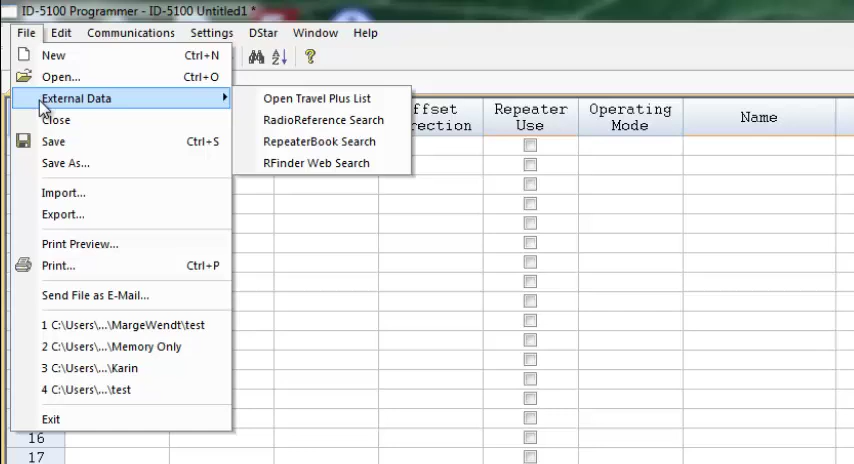 ID-5100 Programmer - ID-5100 Untitled1 *
File Edit Communications Settings DStar Window Help
New Ctrl+N
Open... Ctrl+O
External Data
Close
Save Ctrl+S
Save As...
Import...
Export...
Print Preview...
Print... Ctrl+P
Send File as E-Mail...
1 C:\Users\...\MargeWendt\test
2 C:\Users\...\Memory Only
3 C:\Users\...\Karin
4 C:\Users\...\test
Exit
Open Travel Plus List
RadioReference Search
RepeaterBook Search
RFinder Web Search
ffset
rection
Repeater
Use
Operating
Mode
Name
16
17